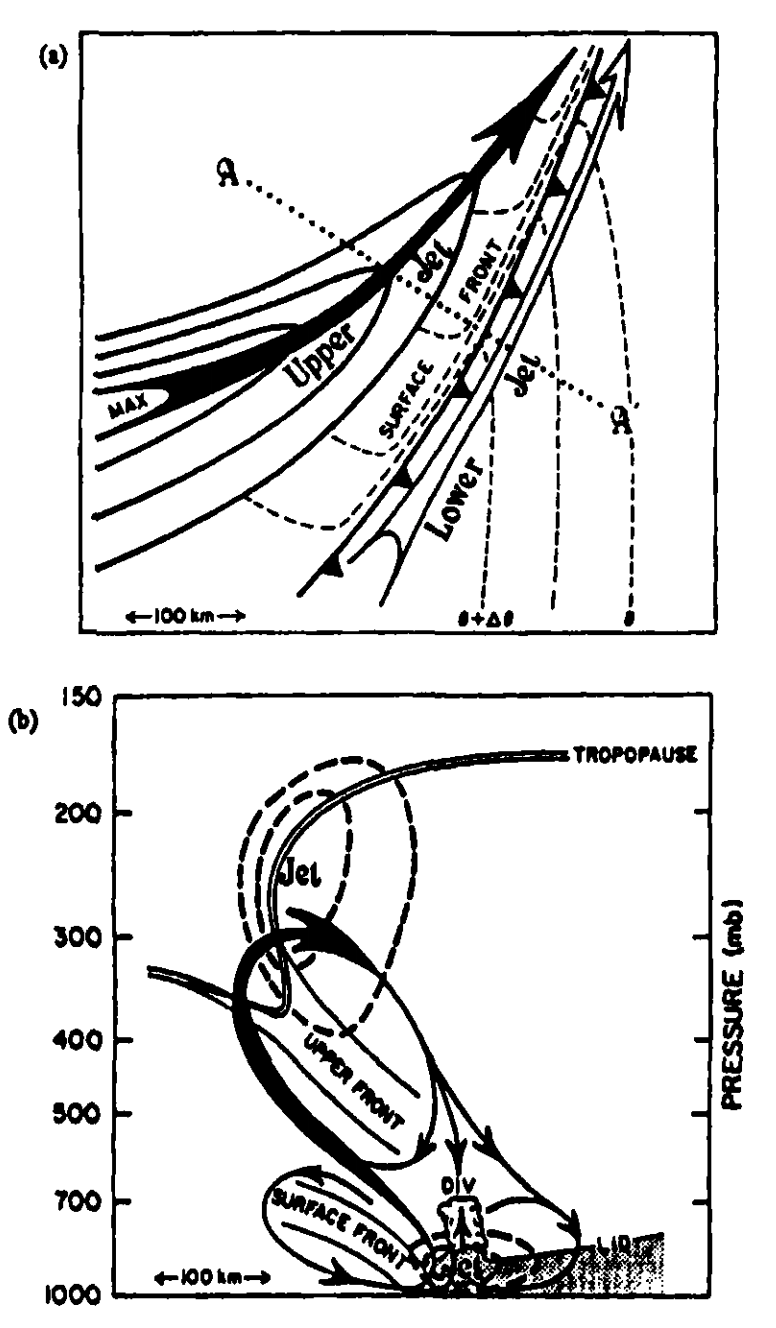 (a)
A
Jet
FRONT
Upper
Jet
MAX
SURFACE
A'
Lower
←100 km→
θ+Δθ
θ
(b)
150
TROPOPAUSE
200
Jet
300
PRESSURE (mb)
400
UPPER FRONT
500
DIV
700
SURFACE FRONT
LID
Jet
←100 km→
1000